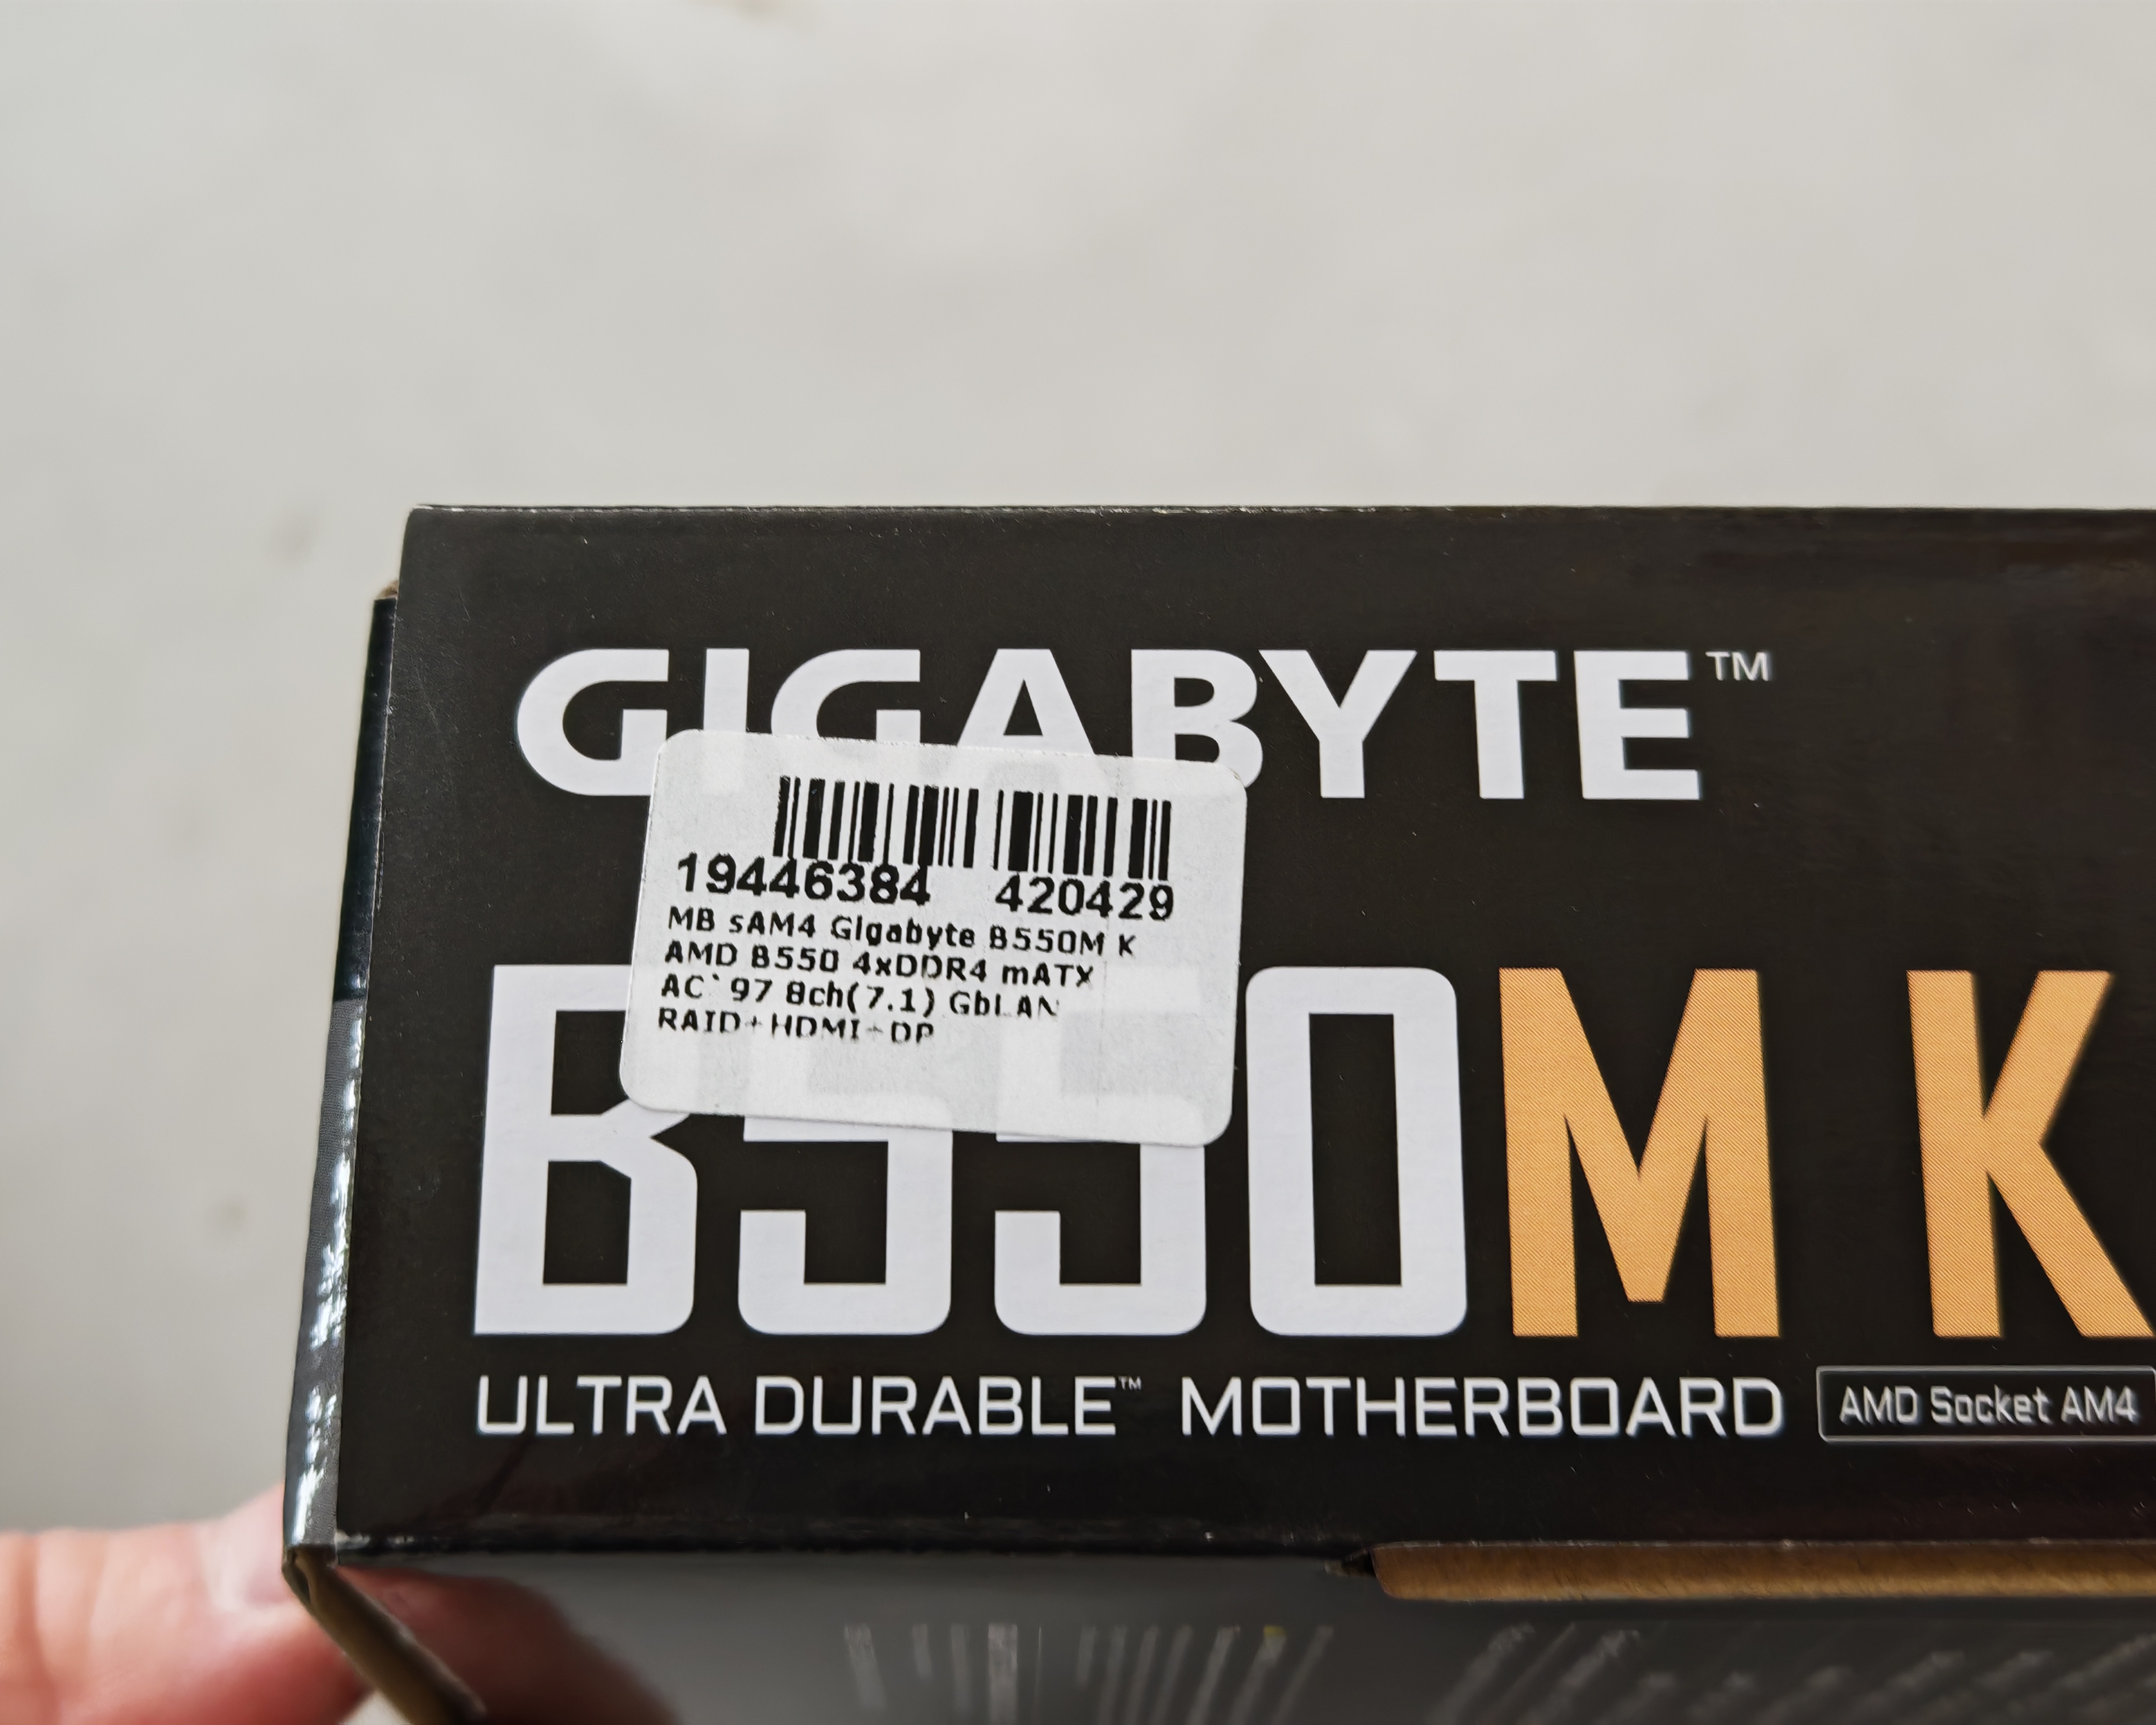 GIGABYTE™
19446384 420429
MB sAM4 Gigabyte B550M K
AMD B550 4xDDR4 mATX
AC`97 8ch(7.1) GbLAN
RAID+HDMI+DP
B550M K
ULTRA DURABLE™ MOTHERBOARD AMD Socket AM4